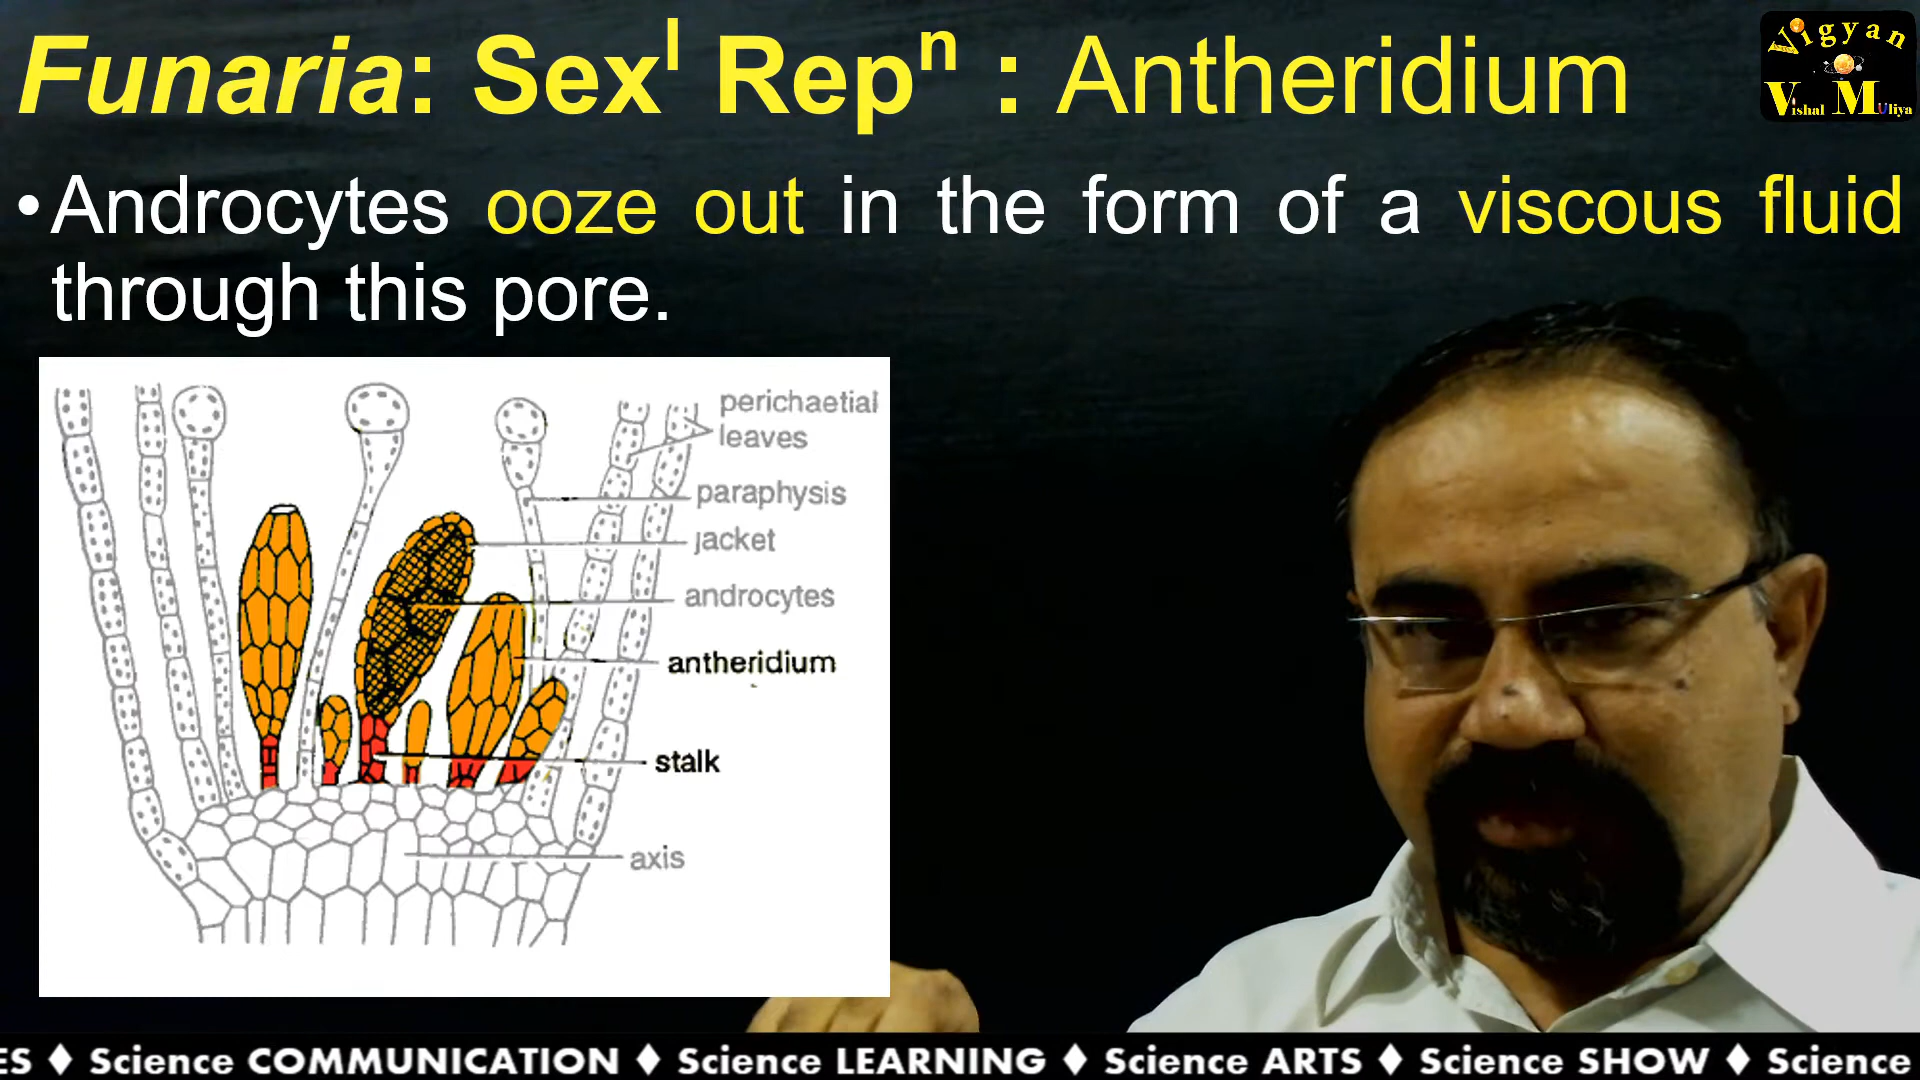 Funaria: Sexl Repn : Antheridium
Vigyan
Vishal MUliya
•Androcytes ooze out in the form of a viscous fluid
through this pore.
perichaetial
leaves
paraphysis
jacket
androcytes
antheridium
stalk
axis
ES ♦ Science COMMUNICATION ♦ Science LEARNING ♦ Science ARTS ♦ Science SHOW ♦ Science